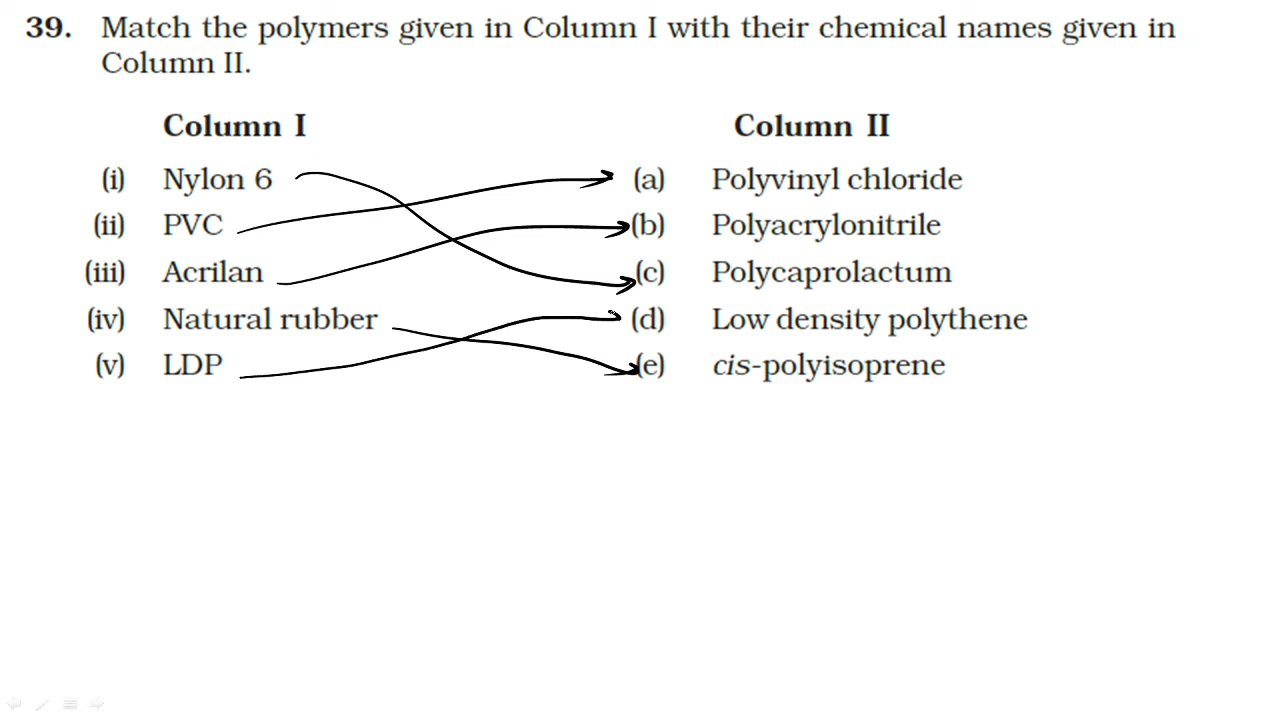 39. Match the polymers given in Column I with their chemical names given in
Column II.
Column I Column II
(i) Nylon 6 (a) Polyvinyl chloride
(ii) PVC (b) Polyacrylonitrile
(iii) Acrilan (c) Polycaprolactum
(iv) Natural rubber (d) Low density polythene
(v) LDP (e) cis-polyisoprene